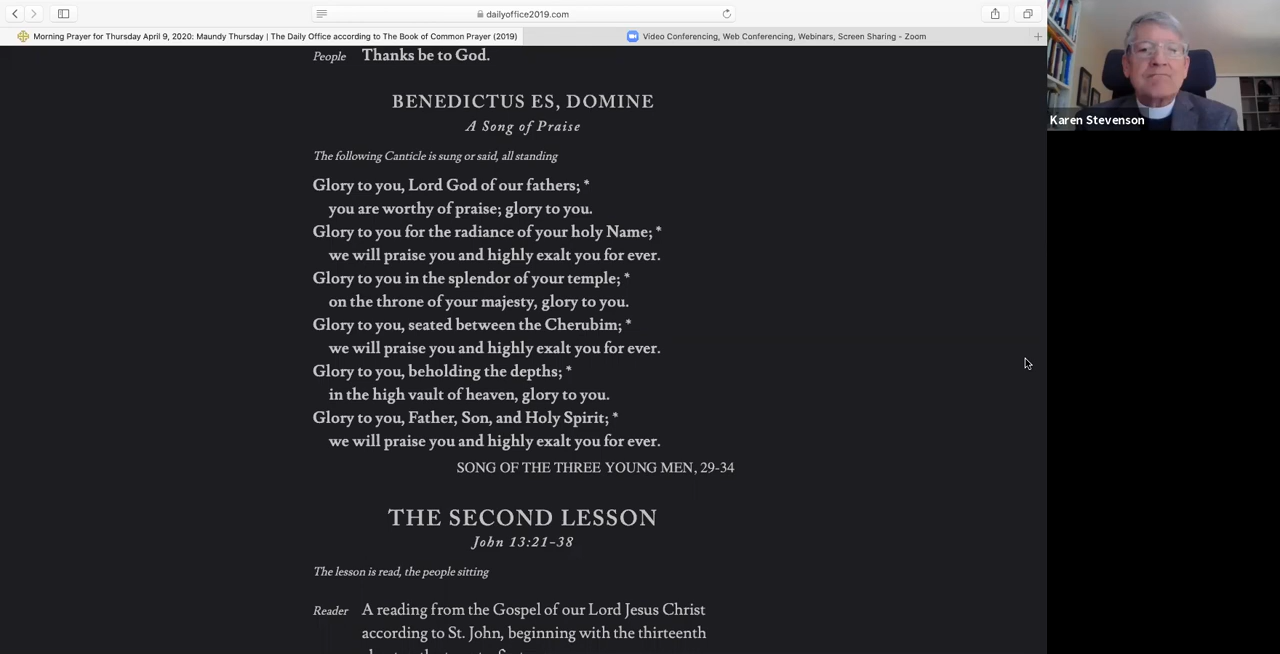 dailyoffice2019.com
Morning Prayer for Thursday April 9, 2020: Maundy Thursday | The Daily Office according to The Book of Common Prayer (2019)
Video Conferencing, Web Conferencing, Webinars, Screen Sharing - Zoom
Karen Stevenson
People Thanks be to God.
BENEDICTUS ES, DOMINE
A Song of Praise
The following Canticle is sung or said, all standing
Glory to you, Lord God of our fathers; *
you are worthy of praise; glory to you.
Glory to you for the radiance of your holy Name; *
we will praise you and highly exalt you for ever.
Glory to you in the splendor of your temple; *
on the throne of your majesty, glory to you.
Glory to you, seated between the Cherubim; *
we will praise you and highly exalt you for ever.
Glory to you, beholding the depths; *
in the high vault of heaven, glory to you.
Glory to you, Father, Son, and Holy Spirit; *
we will praise you and highly exalt you for ever.
SONG OF THE THREE YOUNG MEN, 29-34
THE SECOND LESSON
John 13:21-38
The lesson is read, the people sitting
Reader A reading from the Gospel of our Lord Jesus Christ
according to St. John, beginning with the thirteenth